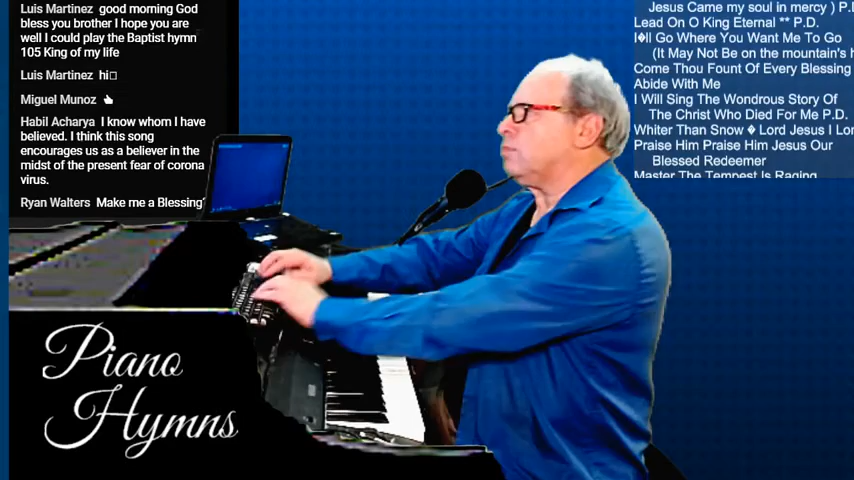 Luis Martinez good morning God
bless you brother I hope you are
well I could play the Baptist hymn
105 King of my life
Luis Martinez hi□
Miguel Munoz 👍
Habil Acharya I know whom I have
believed. I think this song
encourages us as a believer in the
midst of the present fear of corona
virus.
Ryan Walters Make me a Blessing
Piano
Hymns
Jesus Came my soul in mercy ) P.D
Lead On O King Eternal ** P.D.
I�ll Go Where You Want Me To Go
(It May Not Be on the mountain's
Come Thou Fount Of Every Blessing
Abide With Me
I Will Sing The Wondrous Story Of
The Christ Who Died For Me P.D.
Whiter Than Snow � Lord Jesus I
Praise Him Praise Him Jesus Our
Blessed Redeemer
Master The Tempest Is Raging